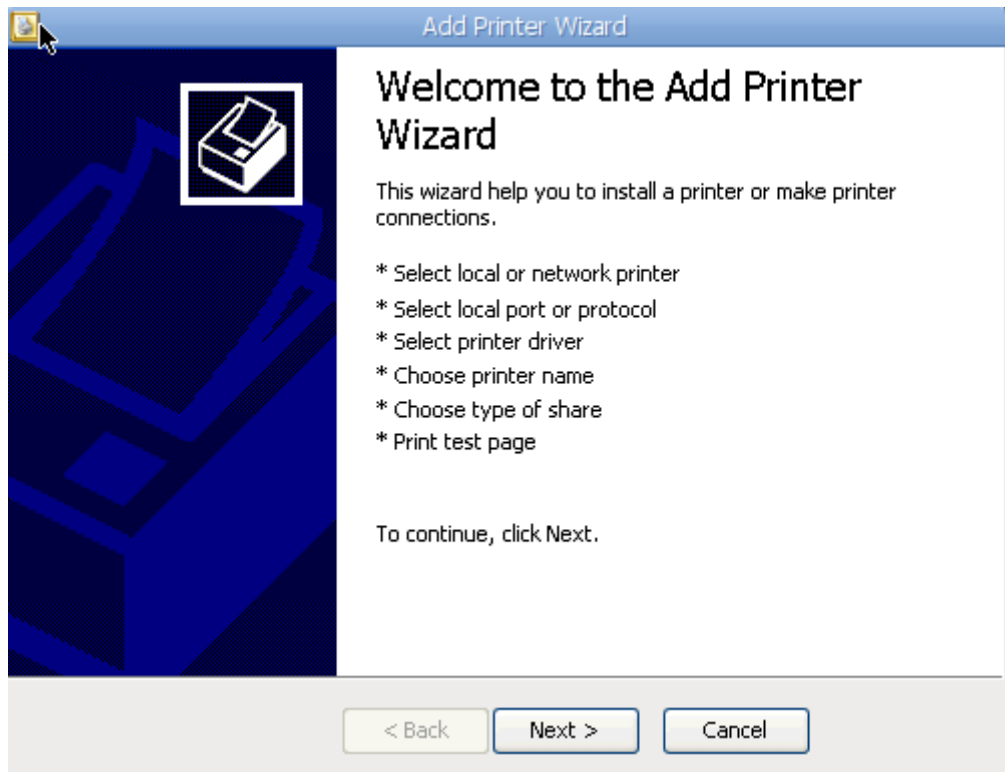 Add Printer Wizard
Welcome to the Add Printer
Wizard
This wizard help you to install a printer or make printer
connections.
* Select local or network printer
* Select local port or protocol
* Select printer driver
* Choose printer name
* Choose type of share
* Print test page
To continue, click Next.
< Back Next > Cancel